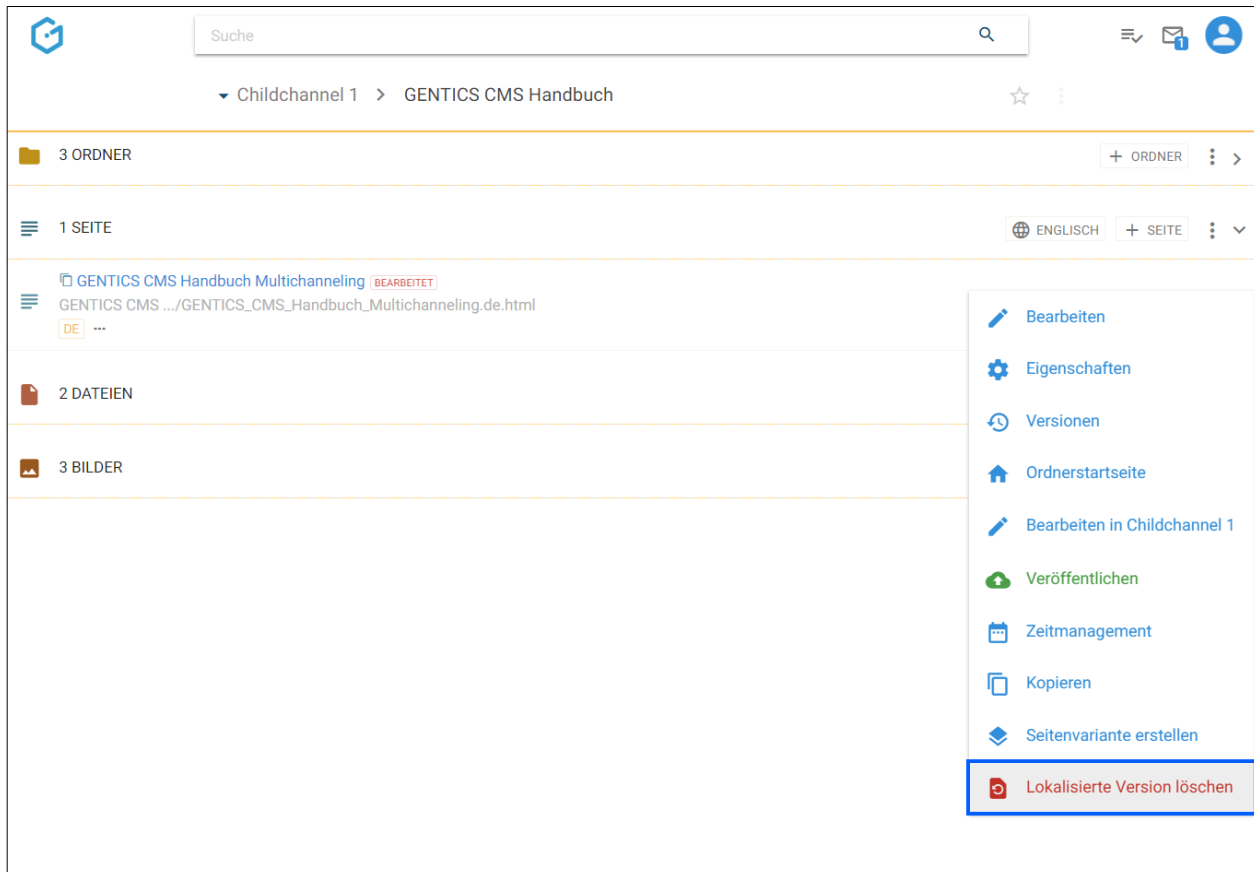 Suche
1
Childchannel 1 > GENTICS CMS Handbuch
3 ORDNER
+ ORDNER
1 SEITE
ENGLISCH
+ SEITE
GENTICS CMS Handbuch Multichanneling BEARBEITET
GENTICS CMS .../GENTICS_CMS_Handbuch_Multichanneling.de.html
DE ···
2 DATEIEN
3 BILDER
Bearbeiten
Eigenschaften
Versionen
Ordnerstartseite
Bearbeiten in Childchannel 1
Veröffentlichen
Zeitmanagement
Kopieren
Seitenvariante erstellen
Lokalisierte Version löschen